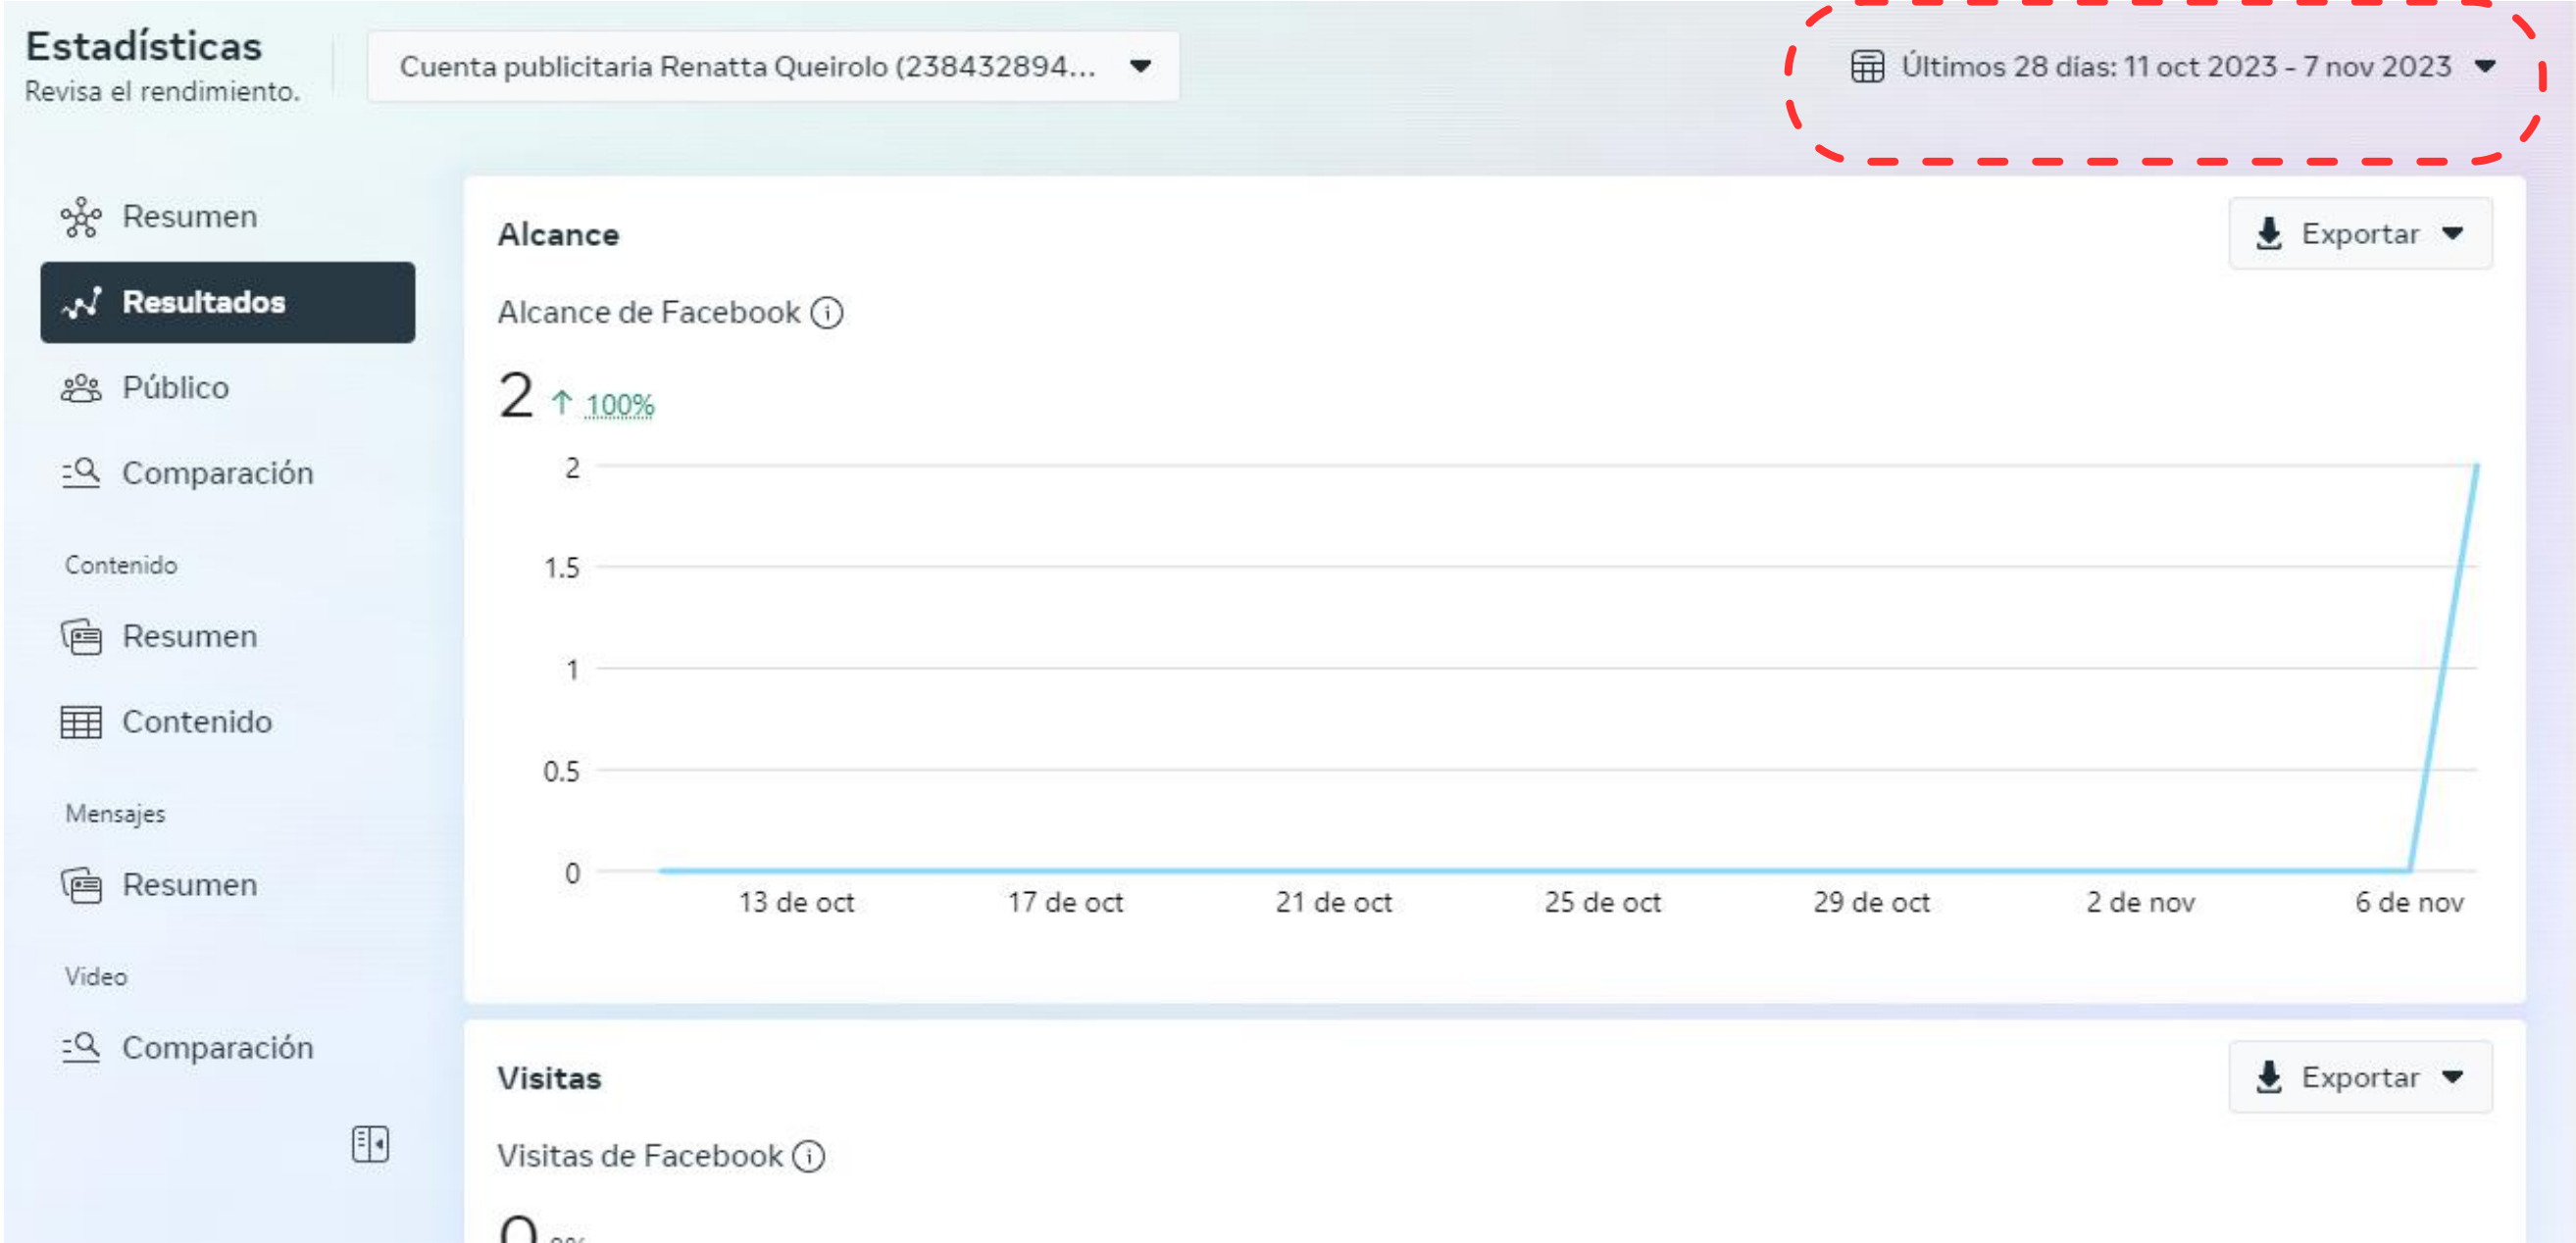 Estadísticas
Revisa el rendimiento.
Cuenta publicitaria Renatta Queirolo (238432894...
Últimos 28 días: 11 oct 2023 - 7 nov 2023
Resumen
Resultados
Público
Comparación
Contenido
Resumen
Contenido
Mensajes
Resumen
Video
Comparación
Alcance
Exportar
Alcance de Facebook
2 ↑ 100%
2
1.5
1
0.5
0
13 de oct 17 de oct 21 de oct 25 de oct 29 de oct 2 de nov 6 de nov
Visitas
Exportar
Visitas de Facebook